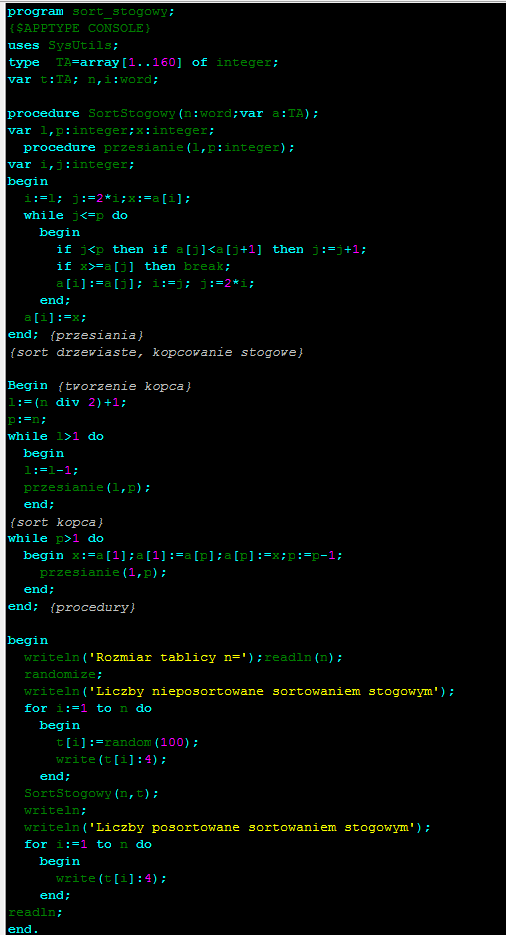 program sort_stogowy;
{$APPTYPE CONSOLE}
uses SysUtils;
type  TA=array[1..160] of integer;
var t:TA; n,i:word;

procedure SortStogowy(n:word;var a:TA);
var l,p:integer;x:integer;
  procedure przesianie(l,p:integer);
var i,j:integer;
begin
  i:=l; j:=2*i;x:=a[i];
  while j<=p do
    begin
      if j<p then if a[j]<a[j+1] then j:=j+1;
      if x>=a[j] then break;
      a[i]:=a[j]; i:=j; j:=2*i;
    end;
  a[i]:=x;
end; {przesiania}
{sort drzewiaste, kopcowanie stogowe}

Begin {tworzenie kopca}
l:=(n div 2)+1;
p:=n;
while l>1 do
  begin
  l:=l-1;
  przesianie(l,p);
  end;
{sort kopca}
while p>1 do
  begin x:=a[1];a[1]:=a[p];a[p]:=x;p:=p-1;
    przesianie(1,p);
  end;
end; {procedury}

begin
  writeln('Rozmiar tablicy n=');readln(n);
  randomize;
  writeln('Liczby nieposortowane sortowaniem stogowym');
  for i:=1 to n do
    begin
      t[i]:=random(100);
      write(t[i]:4);
    end;
  SortStogowy(n,t);
  writeln;
  writeln('Liczby posortowane sortowaniem stogowym');
  for i:=1 to n do
    begin
      write(t[i]:4);
    end;
readln;
end.